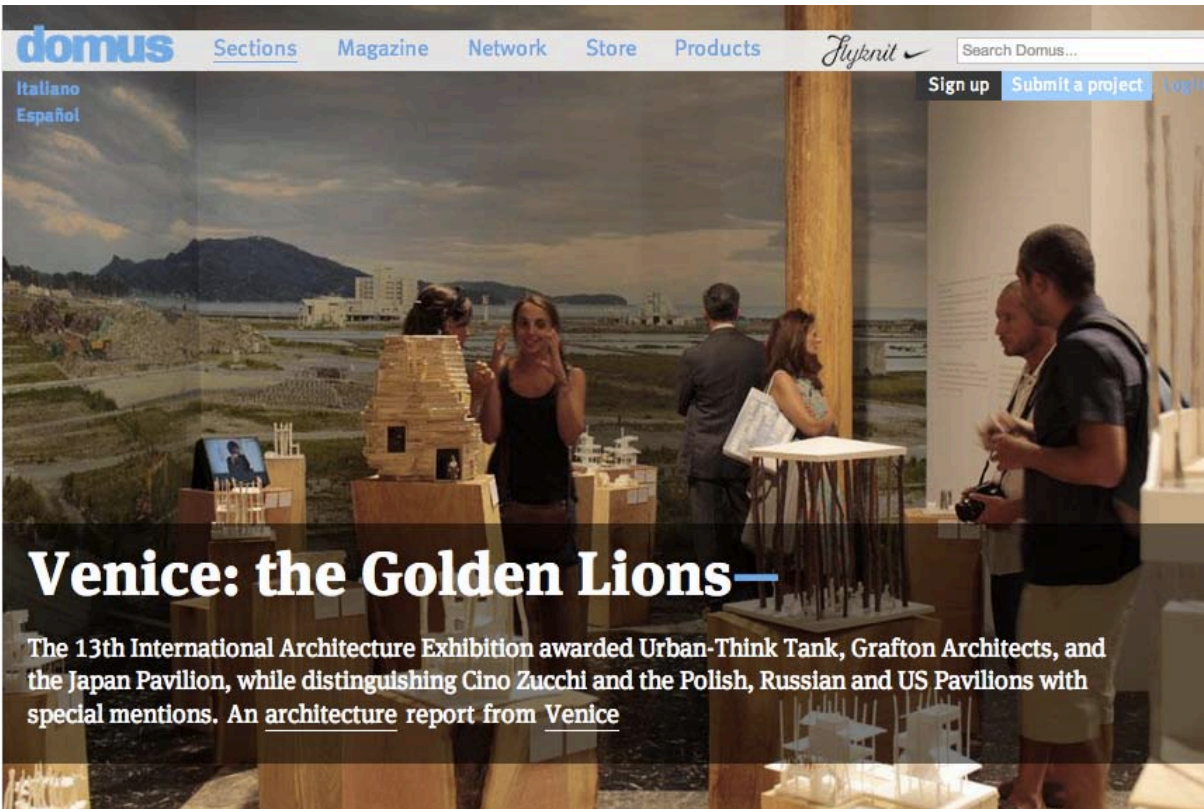 domus Sections Magazine Network Store Products Flyknit Search Domus...
Italiano
Español
Sign up Submit a project Login
Venice: the Golden Lions—
The 13th International Architecture Exhibition awarded Urban-Think Tank, Grafton Architects, and
the Japan Pavilion, while distinguishing Cino Zucchi and the Polish, Russian and US Pavilions with
special mentions. An architecture report from Venice